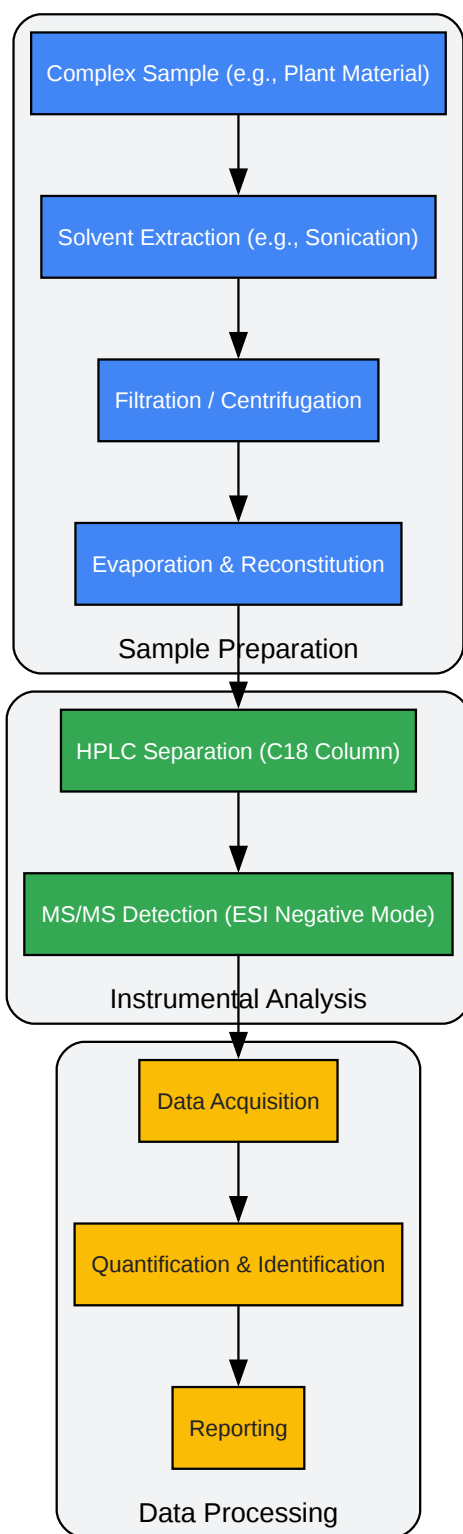 Complex Sample (e.g., Plant Material)
Solvent Extraction (e.g., Sonication)
Filtration / Centrifugation
Evaporation & Reconstitution
Sample Preparation
HPLC Separation (C18 Column)
MS/MS Detection (ESI Negative Mode)
Instrumental Analysis
Data Acquisition
Quantification & Identification
Reporting
Data Processing